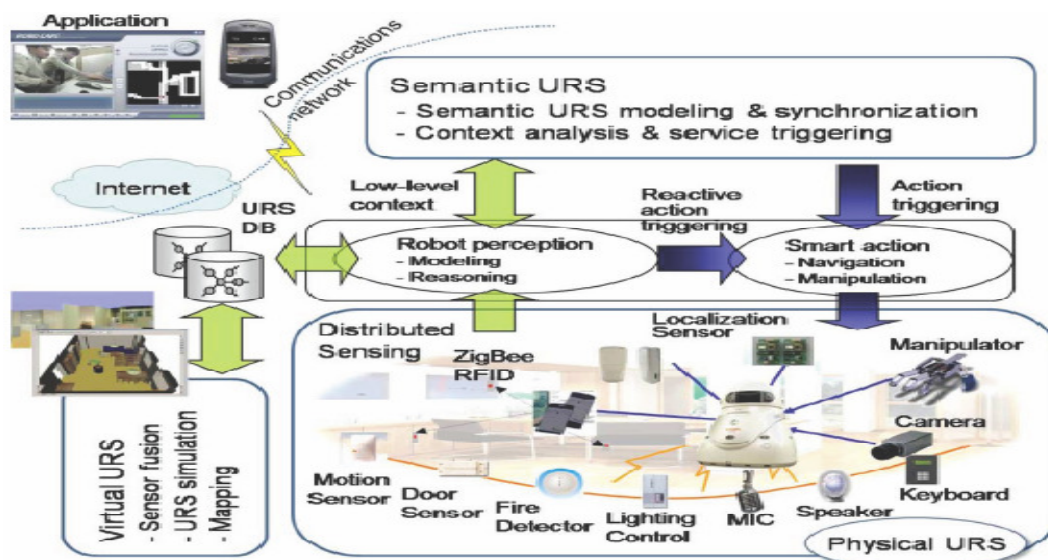 Application
Communications
network
Internet
Semantic URS
- Semantic URS modeling & synchronization
- Context analysis & service triggering
Low-level
context
Reactive
action
triggering
Action
triggering
URS
DB
Robot perception
- Modeling
- Reasoning
Smart action
- Navigation
- Manipulation
Virtual URS
- Sensor fusion
- URS simulation
- Mapping
Distributed
Sensing
ZigBee
RFID
Localization
Sensor
Manipulator
Camera
Keyboard
Speaker
MIC
Lighting
Control
Fire
Detector
Door
Sensor
Motion
Sensor
Physical URS